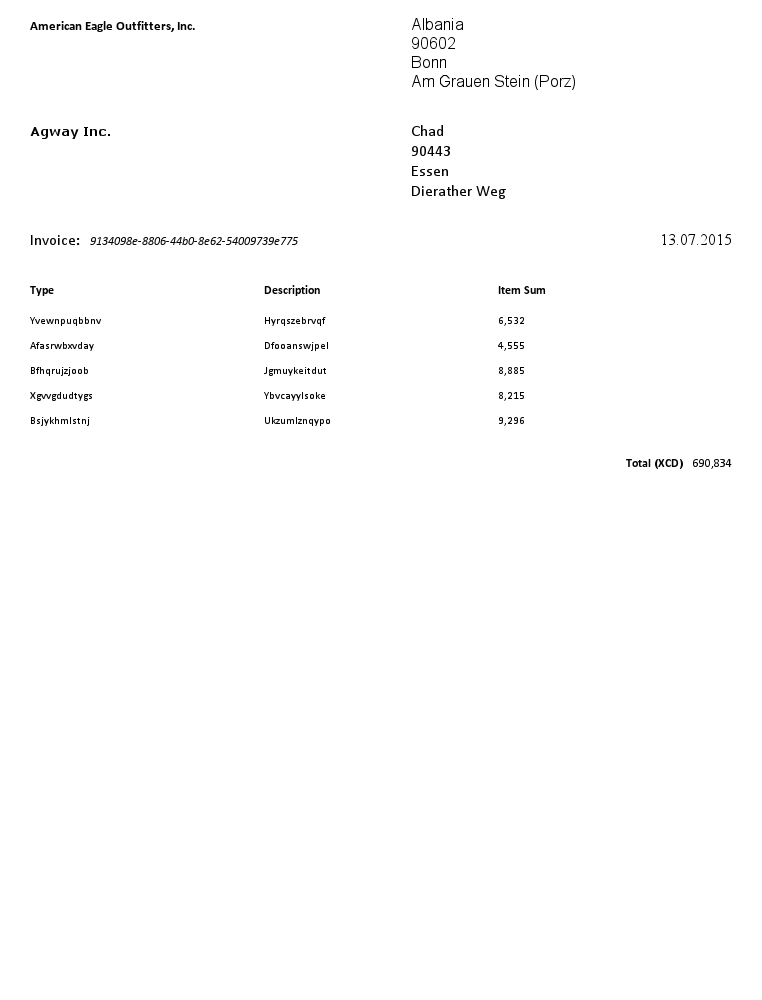 American Eagle Outfitters, Inc.
Albania
90602
Bonn
Am Grauen Stein (Porz)
Agway Inc.
Chad
90443
Essen
Dierather Weg
Invoice: 9134098e-8806-44b0-8e62-54009739e775 13.07.2015
Type Description Item Sum
Yvewnpuqbbnv Hyrqszebrvqf 6,532
Afasrwbxvday Dfooanswjpel 4,555
Bfhqrujzjoob Jgmuykeitdut 8,885
Xgvvgdudtygs Ybvcayylsoke 8,215
Bsjykhmlstnj Ukzumlznqypo 9,296
Total (XCD) 690,834